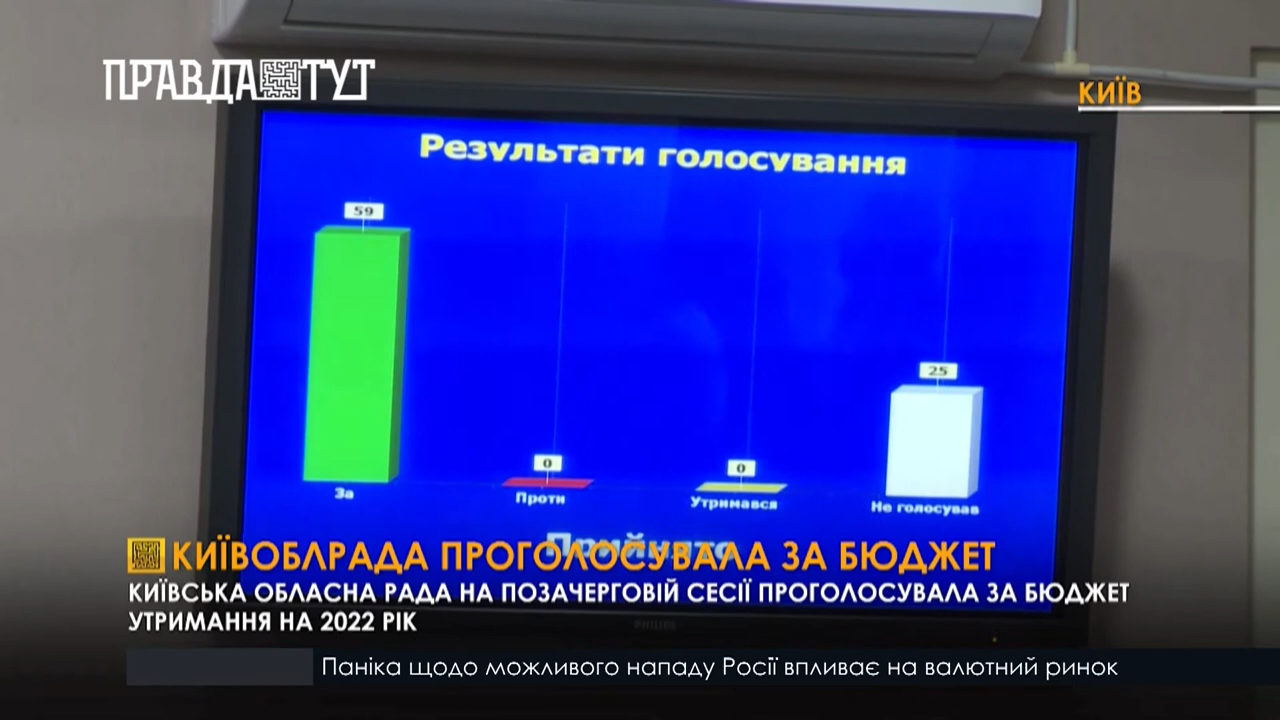 ПРАВДА ТУТ
КИЇВ
Результати голосування
59
25
0
0
За
Проти
Утримався
Не голосував
Прийнято
КИЇВОБЛРАДА ПРОГОЛОСУВАЛА ЗА БЮДЖЕТ
КИЇВСЬКА ОБЛАСНА РАДА НА ПОЗАЧЕРГОВІЙ СЕСІЇ ПРОГОЛОСУВАЛА ЗА БЮДЖЕТ
УТРИМАННЯ НА 2022 РІК
PHILIPS
Паніка щодо можливого нападу Росії впливає на валютний ринок